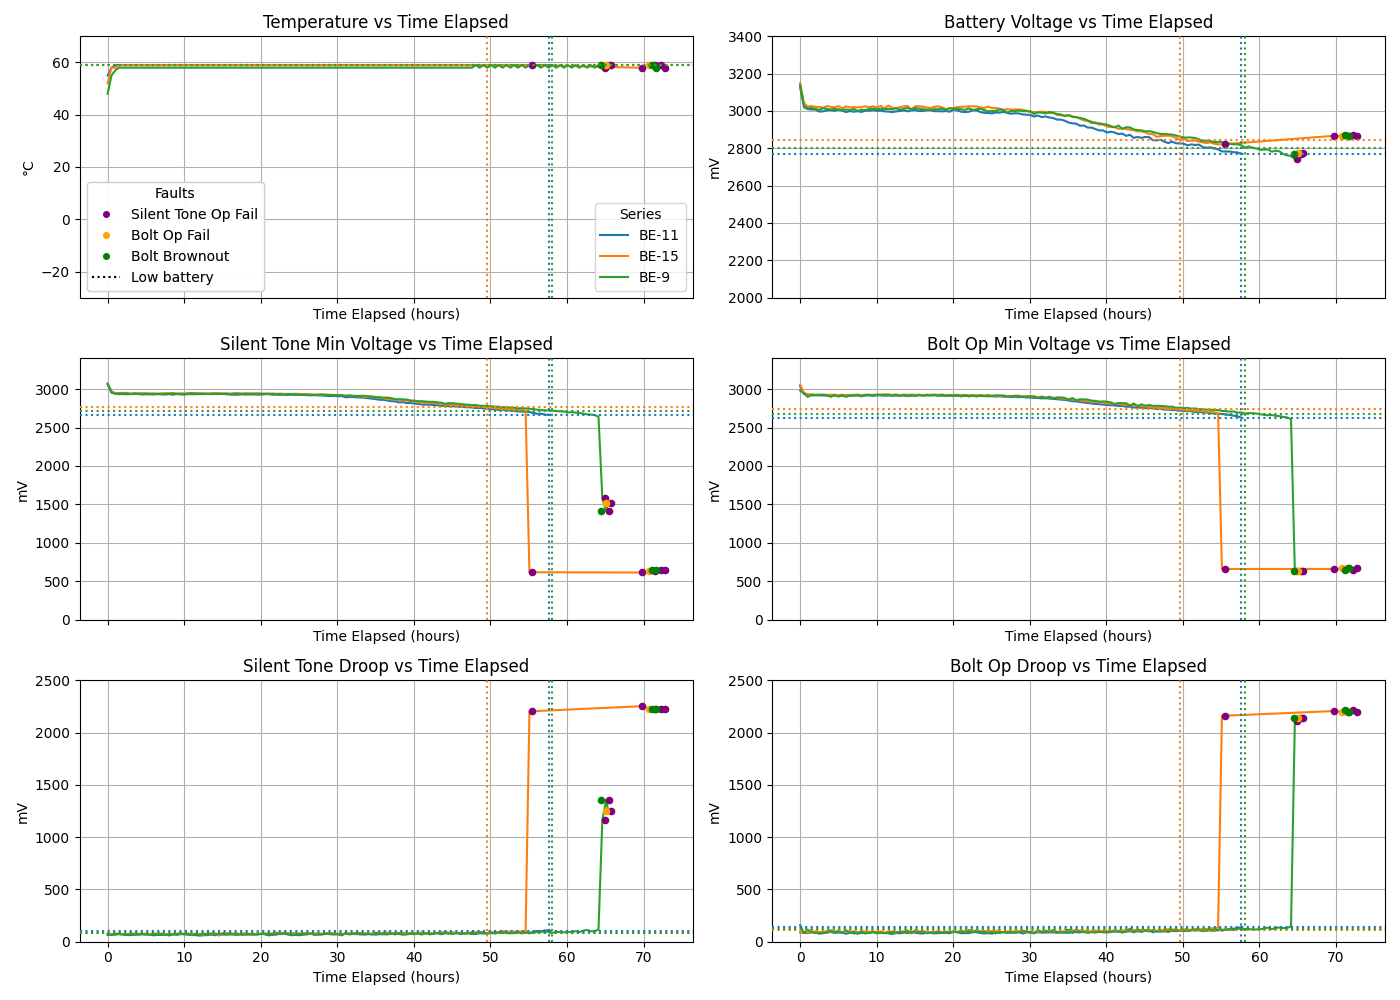 Temperature vs Time Elapsed
60
40
20
0
−20
°C
Faults
Silent Tone Op Fail
Bolt Op Fail
Bolt Brownout
Low battery
Series
BE-11
BE-15
BE-9
Time Elapsed (hours)
Battery Voltage vs Time Elapsed
3400
3200
3000
2800
2600
2400
2200
2000
mV
Time Elapsed (hours)
Silent Tone Min Voltage vs Time Elapsed
3000
2500
2000
1500
1000
500
0
mV
Time Elapsed (hours)
Bolt Op Min Voltage vs Time Elapsed
3000
2500
2000
1500
1000
500
0
mV
Time Elapsed (hours)
Silent Tone Droop vs Time Elapsed
2500
2000
1500
1000
500
0
mV
0 10 20 30 40 50 60 70
Time Elapsed (hours)
Bolt Op Droop vs Time Elapsed
2500
2000
1500
1000
500
0
mV
0 10 20 30 40 50 60 70
Time Elapsed (hours)